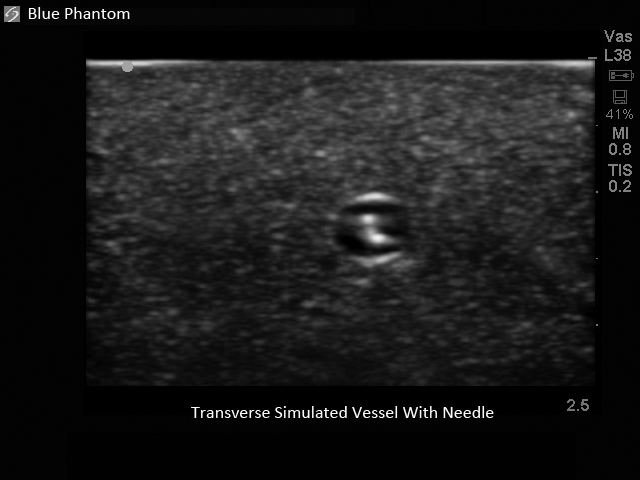 Blue Phantom
Vas
L38
41%
MI
0.8
TIS
0.2
2.5
Transverse Simulated Vessel With Needle